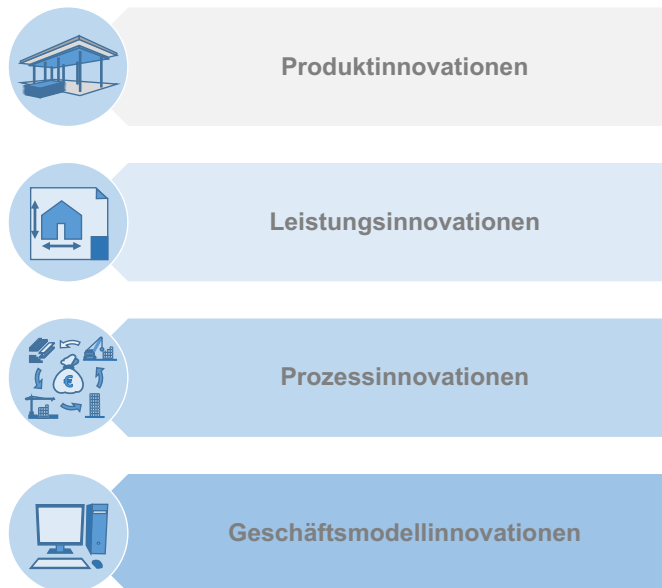 Produktinnovationen
Leistungsinnovationen
€
Prozessinnovationen
Geschäftsmodellinnovationen